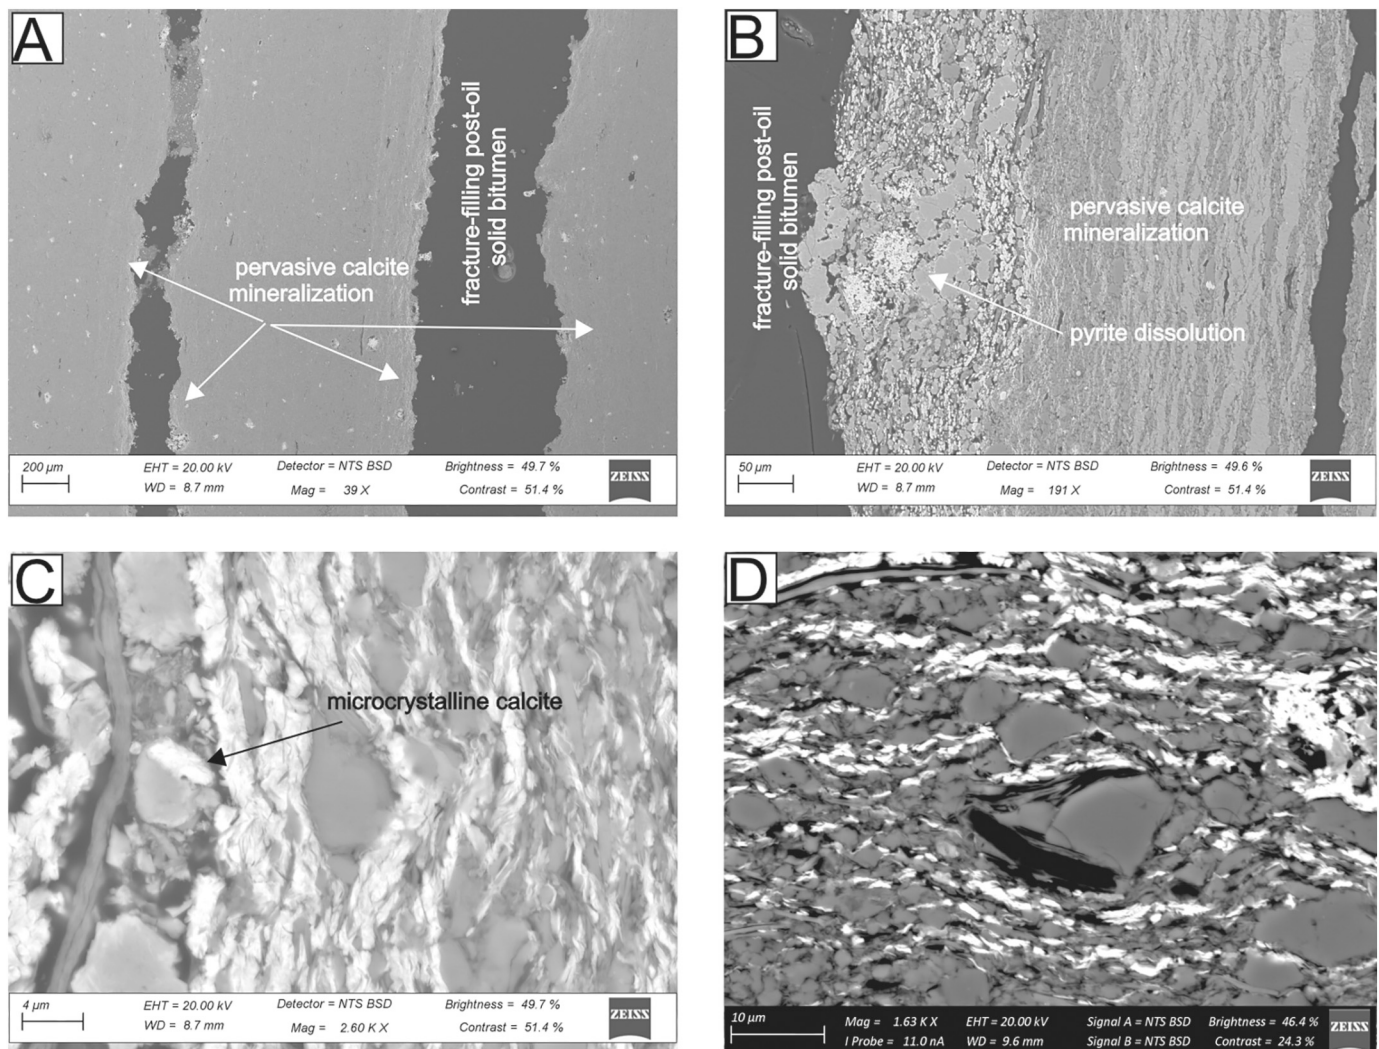 A
fracture-filling post-oil
solid bitumen
pervasive calcite
mineralization
200 µm
EHT = 20.00 kV
Detector = NTS BSD
Brightness = 49.7 %
WD = 8.7 mm
Mag = 39 X
Contrast = 51.4 %
ZEISS
B
fracture-filling post-oil
solid bitumen
pervasive calcite
mineralization
pyrite dissolution
50 µm
EHT = 20.00 kV
Detector = NTS BSD
Brightness = 49.6 %
WD = 8.7 mm
Mag = 191 X
Contrast = 51.4 %
ZEISS
C
microcrystalline calcite
4 µm
EHT = 20.00 kV
Detector = NTS BSD
Brightness = 49.7 %
WD = 8.7 mm
Mag = 2.60 K X
Contrast = 51.4 %
ZEISS
D
10 µm
Mag = 1.63 K X
EHT = 20.00 kV
Signal A = NTS BSD
Brightness = 46.4 %
I Probe = 11.0 nA
WD = 9.6 mm
Signal B = NTS BSD
Contrast = 24.3 %
ZEISS